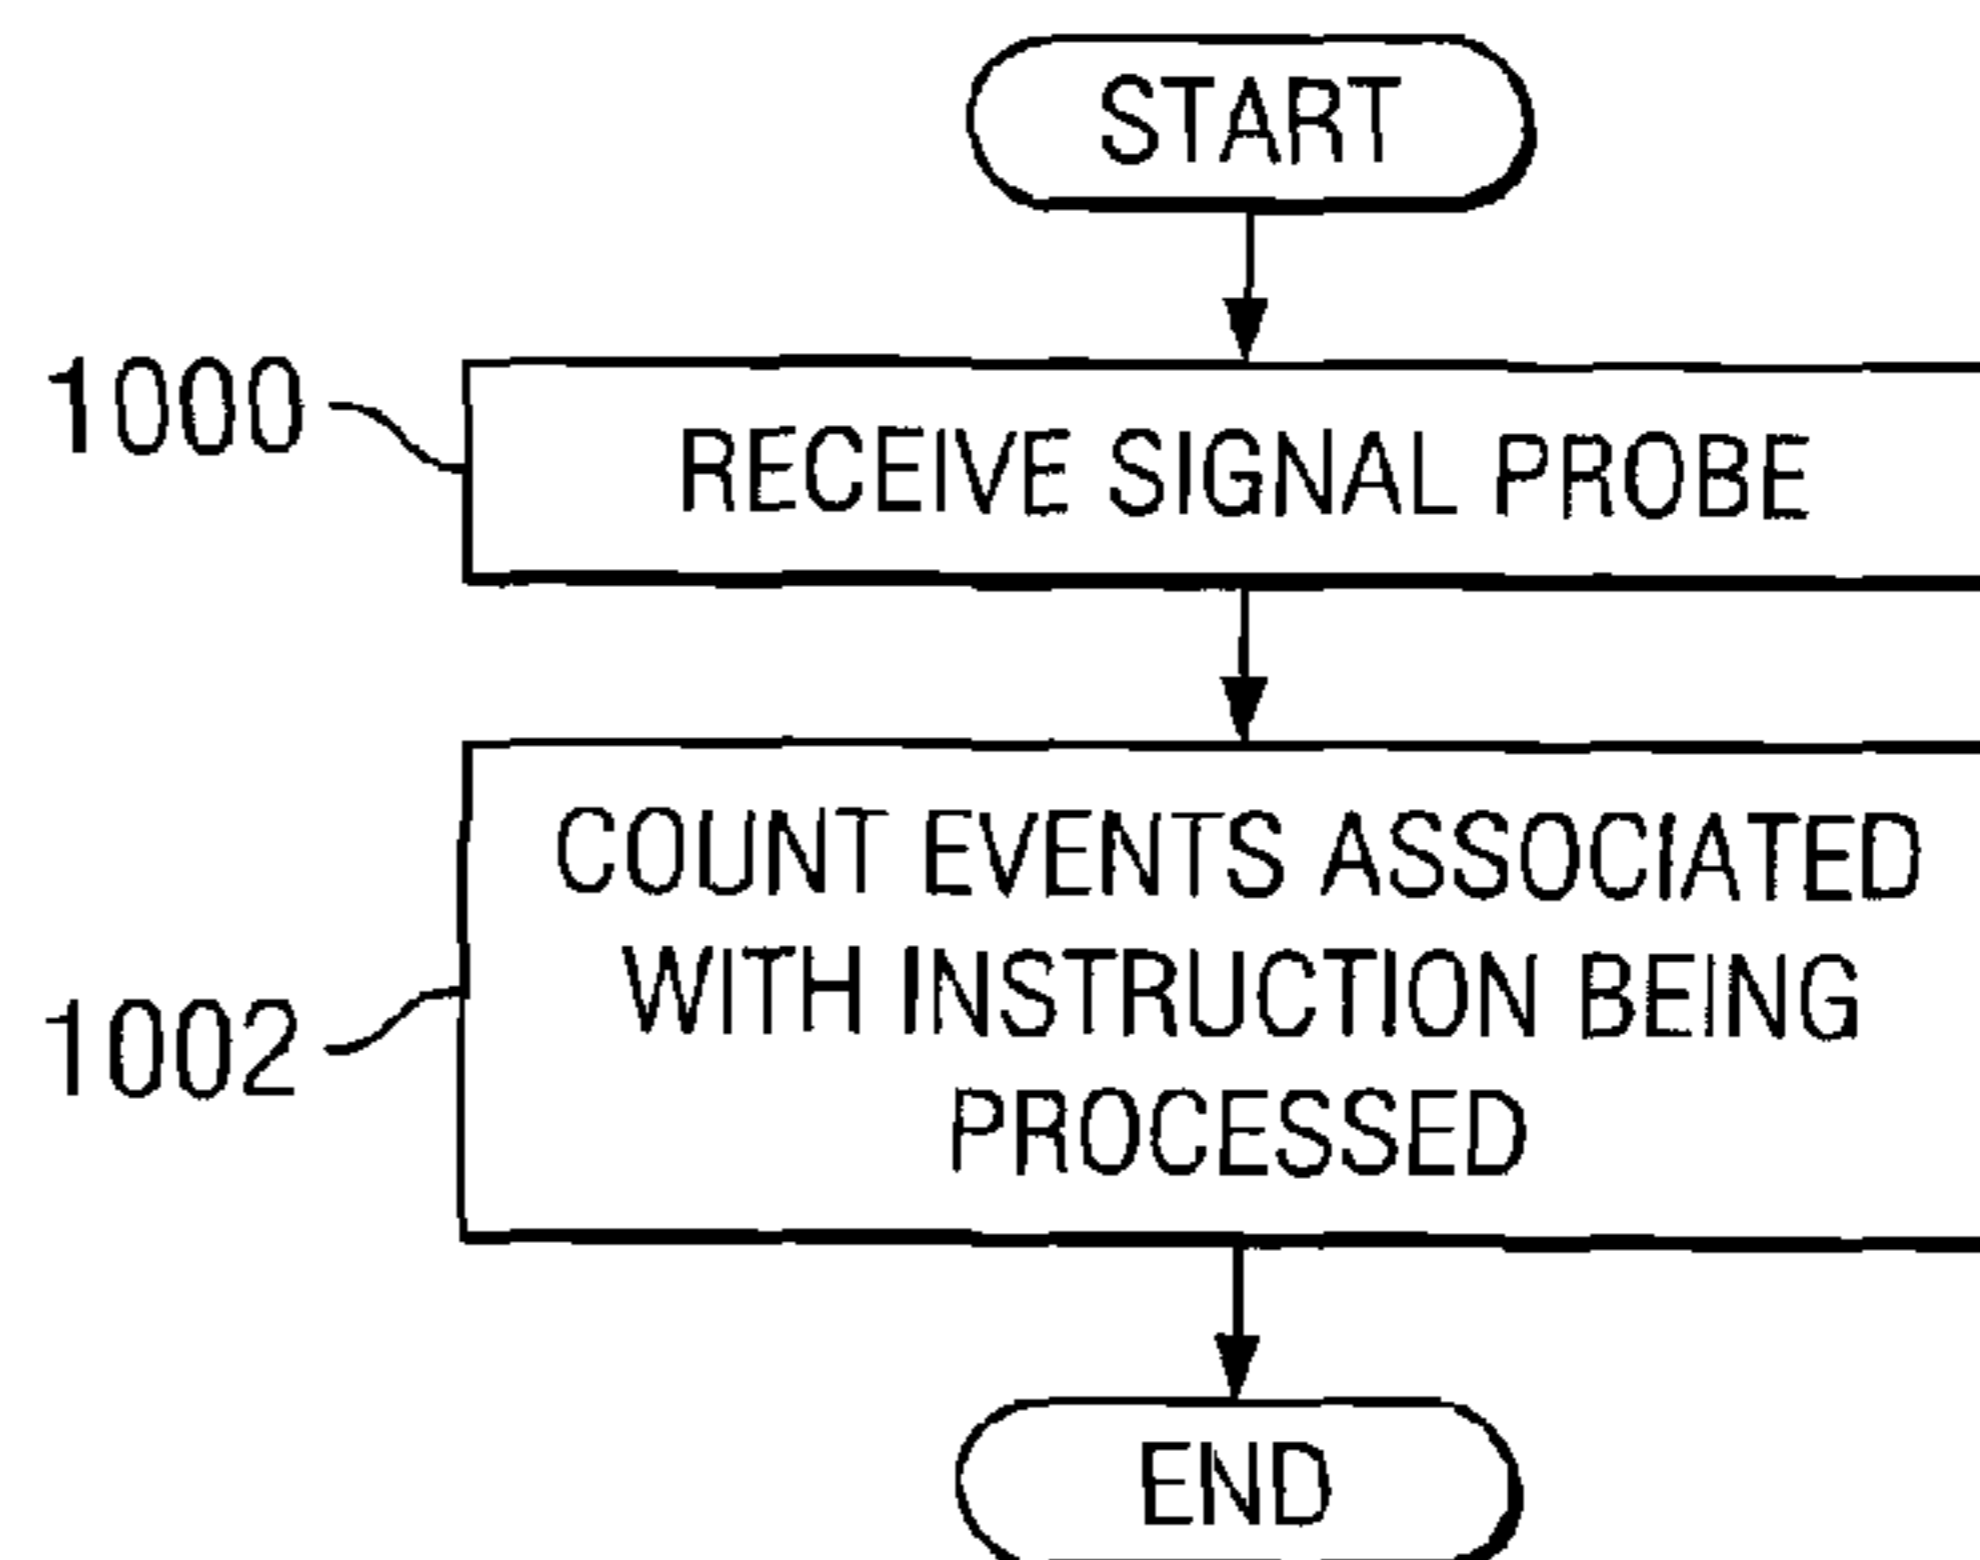 START
1000
RECEIVE SIGNAL PROBE
COUNT EVENTS ASSOCIATED
WITH INSTRUCTION BEING
1002
PROCESSED
END